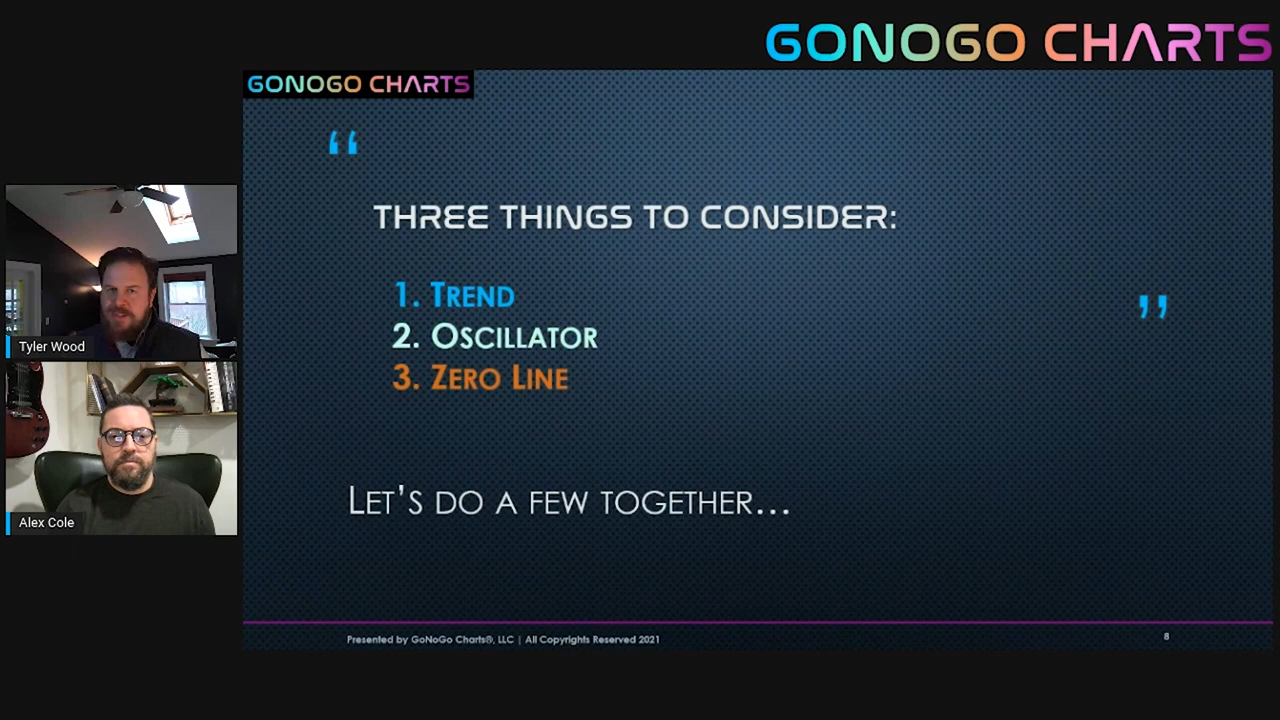 GONOGO CHARTS
GONOGO CHARTS
“
THREE THINGS TO CONSIDER:
1. TREND
2. OSCILLATOR
3. ZERO LINE
”
LET’S DO A FEW TOGETHER...
Tyler Wood
Alex Cole
Presented by GoNoGo Charts®, LLC | All Copyrights Reserved 2021
8